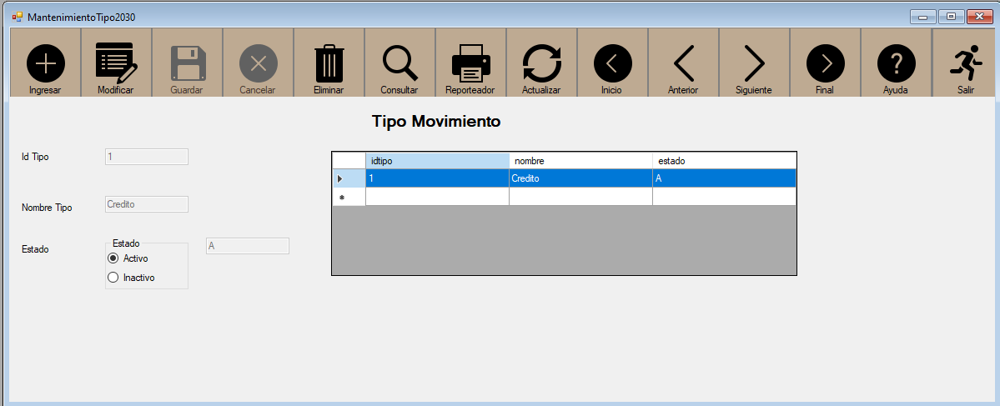 MantenimientoTipo2030
Ingresar Modificar Guardar Cancelar Eliminar Consultar Reporteador Actualizar Inicio Anterior Siguiente Final Ayuda Salir
Tipo Movimiento
Id Tipo 1
Nombre Tipo Credito
Estado
Estado
Activo
Inactivo
A
idtipo nombre estado
1 Credito A